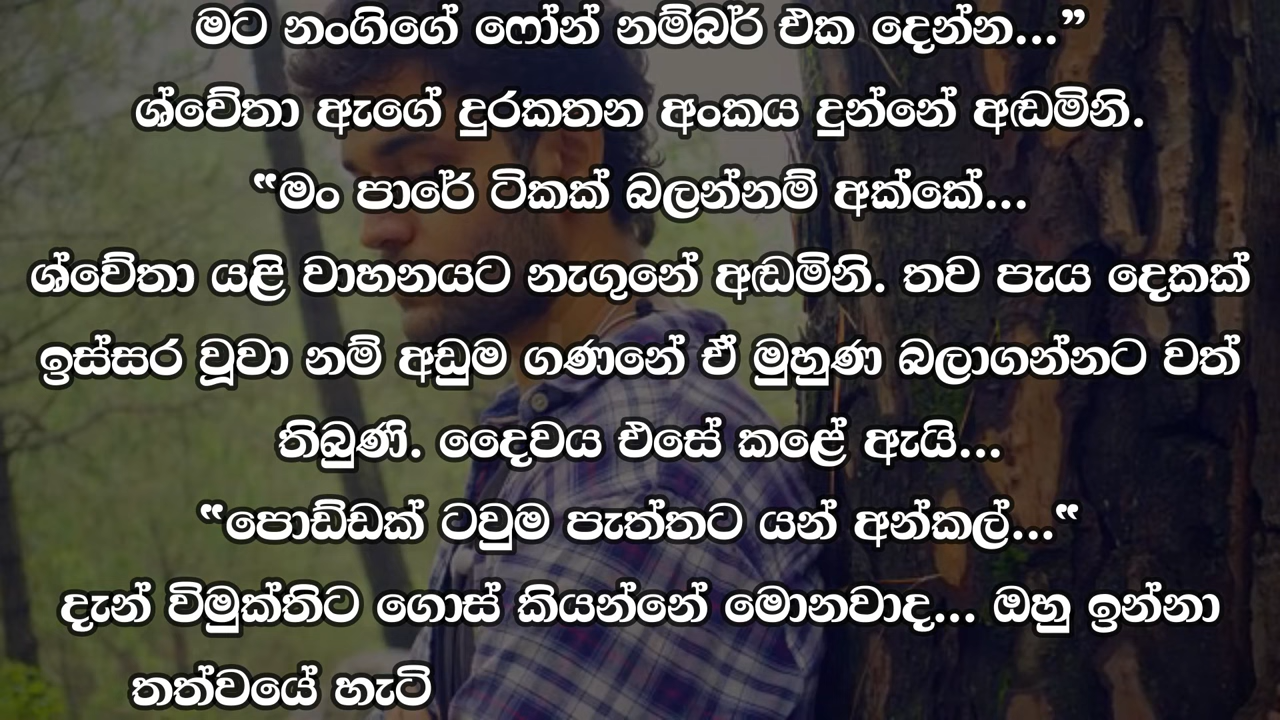 මට නංගිගේ ෆෝන් නම්බර් එක දෙන්න...”
ශ්වේතා ඇගේ දුරකතන අංකය දුන්නේ අඬමිනි.
“මං පාරේ ටිකක් බලන්නම් අක්කේ...
ශ්වේතා යළි වාහනයට නැගුනේ අඬමිනි. තව පැය දෙකක්
ඉස්සර වූවා නම් අඩුම ගණනේ ඒ මුහුණ බලාගන්නට වත්
තිබුණි. දෛවය එසේ කළේ ඇයි...
“පොඩ්ඩක් ටවුම පැත්තට යන් අන්කල්...“
දැන් විමුක්තිට ගොස් කියන්නේ මොනවාද... ඔහු ඉන්නා
තත්වයේ හැටි